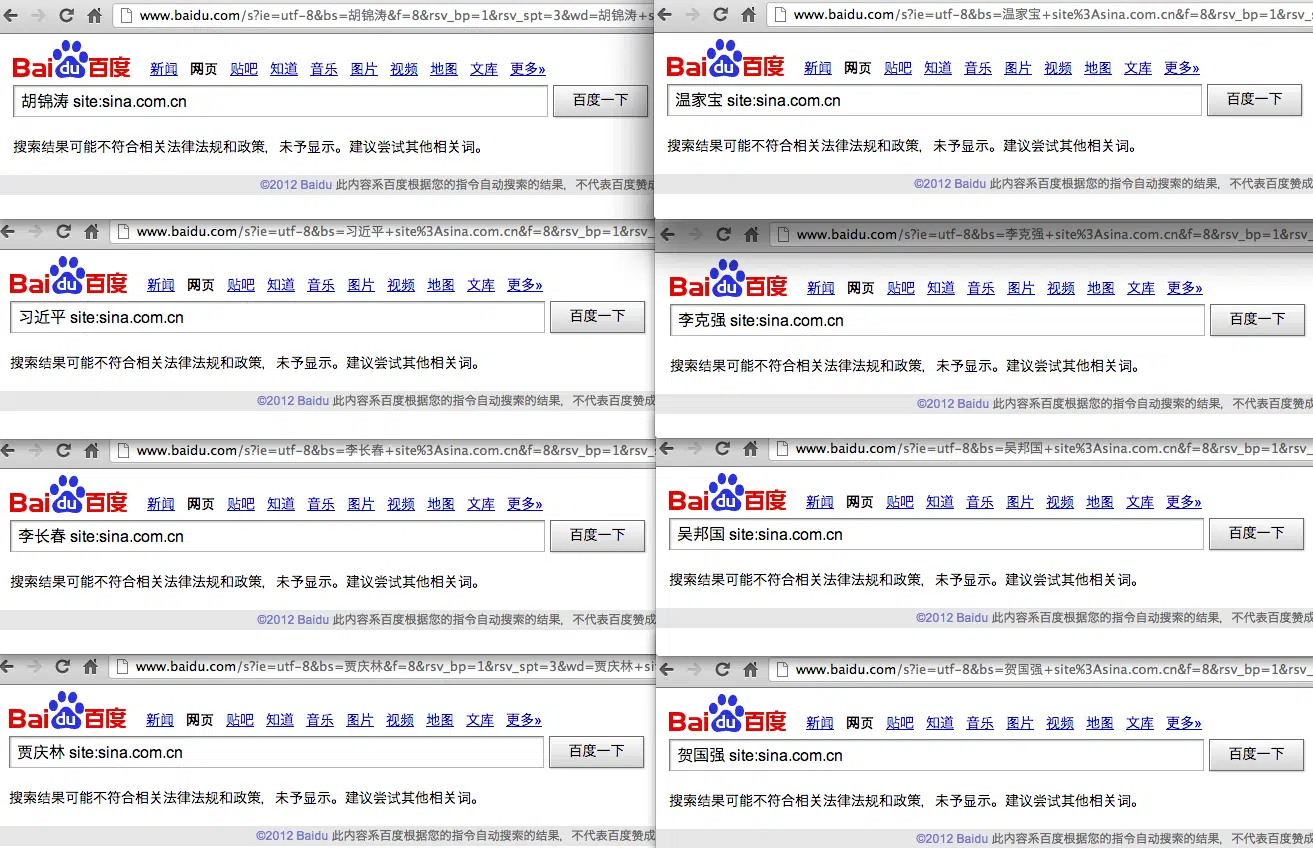 www.baidu.com/s?ie=utf-8&bs=胡锦涛&f=8&rsv_bp=1&rsv_spt=3&wd=胡锦涛+s
Bai du 百度 新闻 网页 贴吧 知道 音乐 图片 视频 地图 文库 更多»
胡锦涛 site:sina.com.cn 百度一下
搜索结果可能不符合相关法律法规和政策，未予显示。建议尝试其他相关词。
©2012 Baidu 此内容系百度根据您的指令自动搜索的结果，不代表百度赞成
www.baidu.com/s?ie=utf-8&bs=温家宝+site%3Asina.com.cn&f=8&rsv_bp=1&rsv_s
Bai du 百度 新闻 网页 贴吧 知道 音乐 图片 视频 地图 文库 更多»
温家宝 site:sina.com.cn 百度一下
搜索结果可能不符合相关法律法规和政策，未予显示。建议尝试其他相关词。
©2012 Baidu 此内容系百度根据您的指令自动搜索的结果，不代表百度赞成
www.baidu.com/s?ie=utf-8&bs=习近平+site%3Asina.com.cn&f=8&rsv_bp=1&rsv_
Bai du 百度 新闻 网页 贴吧 知道 音乐 图片 视频 地图 文库 更多»
习近平 site:sina.com.cn 百度一下
搜索结果可能不符合相关法律法规和政策，未予显示。建议尝试其他相关词。
©2012 Baidu 此内容系百度根据您的指令自动搜索的结果，不代表百度赞成
www.baidu.com/s?ie=utf-8&bs=李克强+site%3Asina.com.cn&f=8&rsv_bp=1&rsv_
Bai du 百度 新闻 网页 贴吧 知道 音乐 图片 视频 地图 文库 更多»
李克强 site:sina.com.cn 百度一下
搜索结果可能不符合相关法律法规和政策，未予显示。建议尝试其他相关词。
©2012 Baidu 此内容系百度根据您的指令自动搜索的结果，不代表百度赞成
www.baidu.com/s?ie=utf-8&bs=李长春+site%3Asina.com.cn&f=8&rsv_bp=1&rsv_
Bai du 百度 新闻 网页 贴吧 知道 音乐 图片 视频 地图 文库 更多»
李长春 site:sina.com.cn 百度一下
搜索结果可能不符合相关法律法规和政策，未予显示。建议尝试其他相关词。
©2012 Baidu 此内容系百度根据您的指令自动搜索的结果，不代表百度赞成
www.baidu.com/s?ie=utf-8&bs=吴邦国+site%3Asina.com.cn&f=8&rsv_bp=1&rsv_
Bai du 百度 新闻 网页 贴吧 知道 音乐 图片 视频 地图 文库 更多»
吴邦国 site:sina.com.cn 百度一下
搜索结果可能不符合相关法律法规和政策，未予显示。建议尝试其他相关词。
©2012 Baidu 此内容系百度根据您的指令自动搜索的结果，不代表百度赞成
www.baidu.com/s?ie=utf-8&bs=贾庆林&f=8&rsv_bp=1&rsv_spt=3&wd=贾庆林+si
Bai du 百度 新闻 网页 贴吧 知道 音乐 图片 视频 地图 文库 更多»
贾庆林 site:sina.com.cn 百度一下
搜索结果可能不符合相关法律法规和政策，未予显示。建议尝试其他相关词。
©2012 Baidu 此内容系百度根据您的指令自动搜索的结果，不代表百度赞成
www.baidu.com/s?ie=utf-8&bs=贺国强+site%3Asina.com.cn&f=8&rsv_bp=1&rsv_
Bai du 百度 新闻 网页 贴吧 知道 音乐 图片 视频 地图 文库 更多»
贺国强 site:sina.com.cn 百度一下
搜索结果可能不符合相关法律法规和政策，未予显示。建议尝试其他相关词。
©2012 Baidu 此内容系百度根据您的指令自动搜索的结果，不代表百度赞成